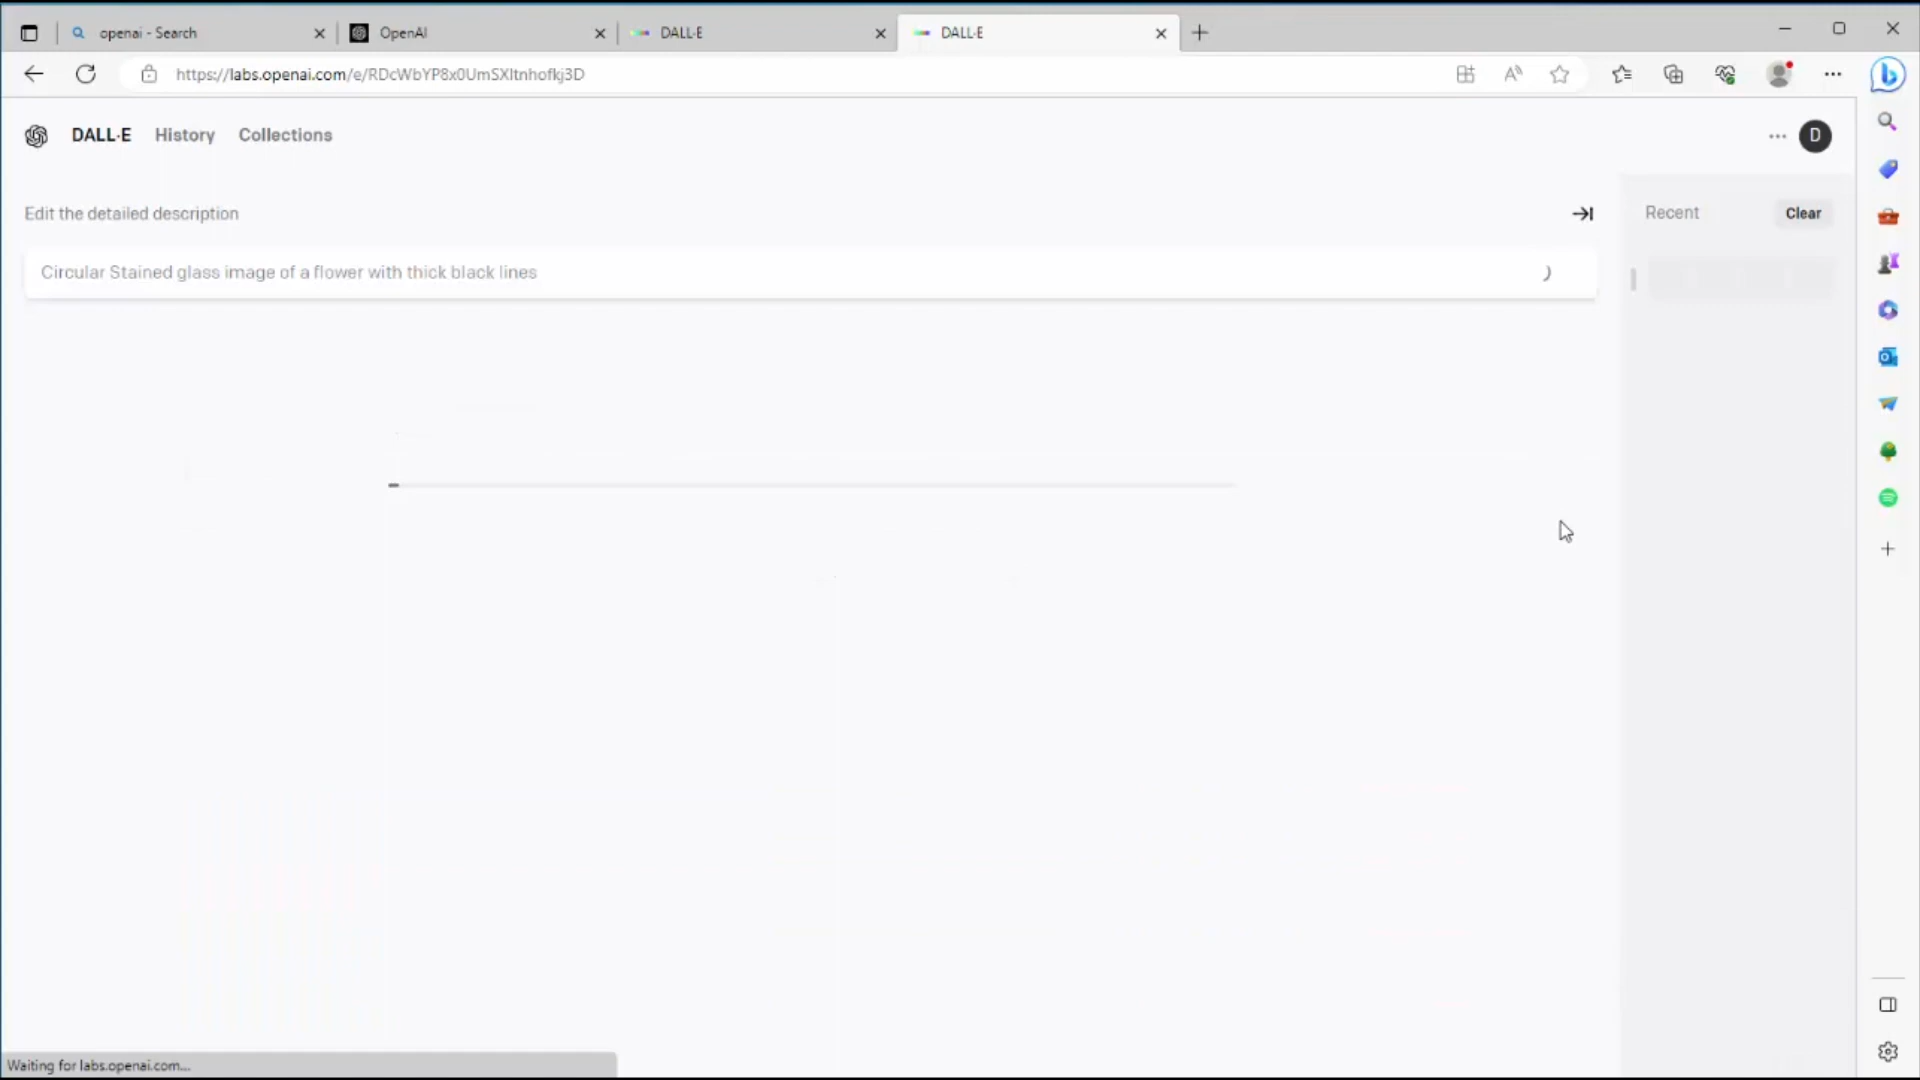 openai - Search
OpenAI
DALL·E
DALL·E
https://labs.openai.com/e/RDcWbYP8x0UmSXltnhofkj3D
DALL·E
History
Collections
D
Edit the detailed description
Recent
Clear
Circular Stained glass image of a flower with thick black lines
Waiting for labs.openai.com...